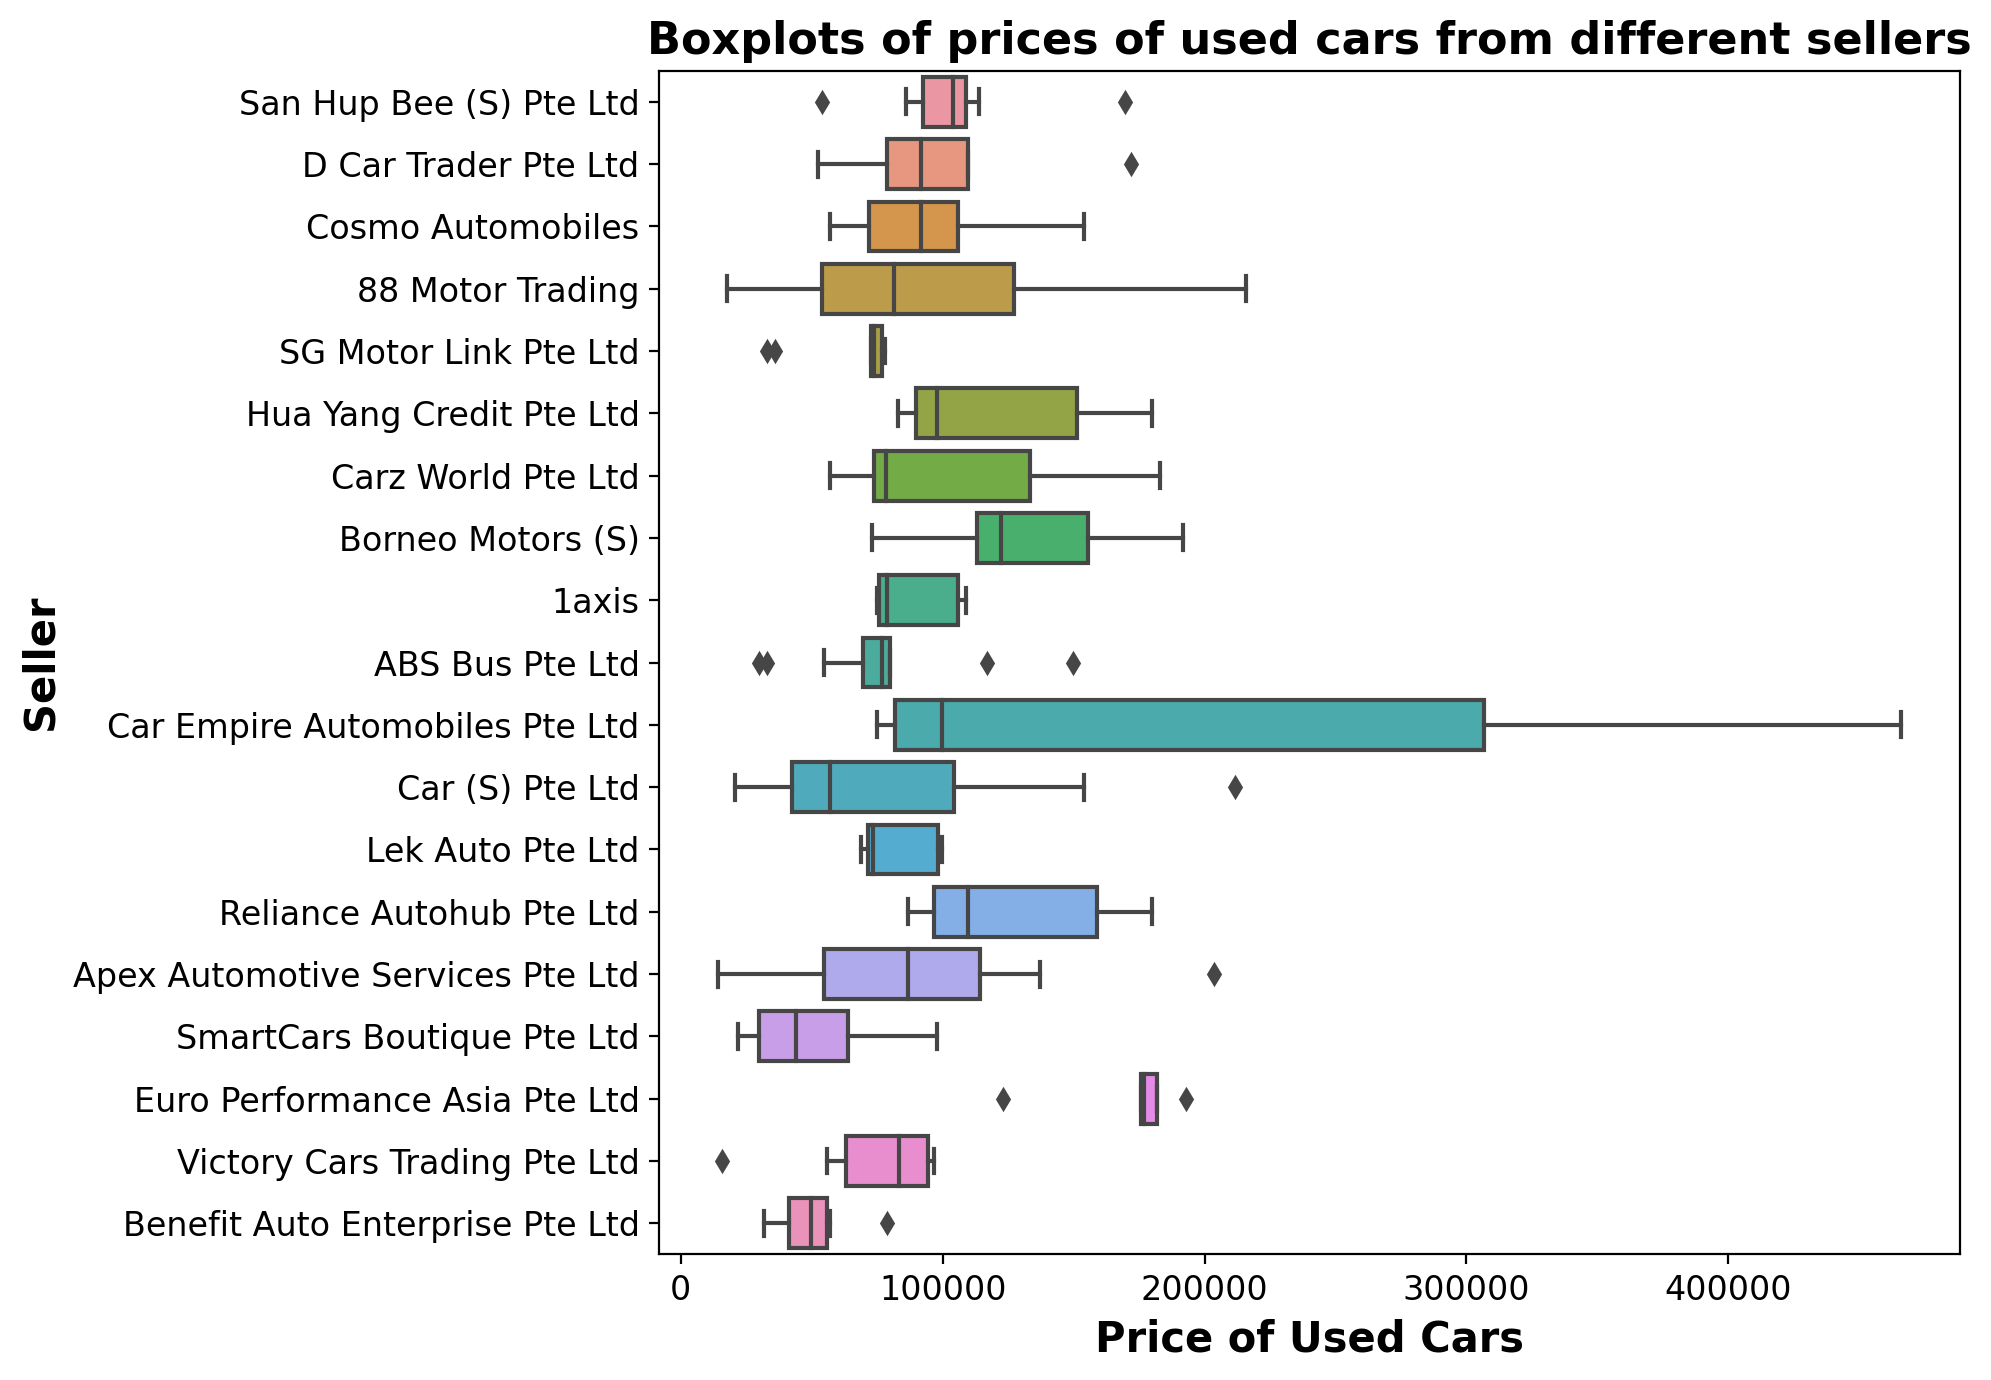 Boxplots of prices of used cars from different sellers
San Hup Bee (S) Pte Ltd
D Car Trader Pte Ltd
Cosmo Automobiles
88 Motor Trading
SG Motor Link Pte Ltd
Hua Yang Credit Pte Ltd
Carz World Pte Ltd
Borneo Motors (S)
1axis
ABS Bus Pte Ltd
Car Empire Automobiles Pte Ltd
Car (S) Pte Ltd
Lek Auto Pte Ltd
Reliance Autohub Pte Ltd
Apex Automotive Services Pte Ltd
SmartCars Boutique Pte Ltd
Euro Performance Asia Pte Ltd
Victory Cars Trading Pte Ltd
Benefit Auto Enterprise Pte Ltd
Seller
0 100000 200000 300000 400000
Price of Used Cars